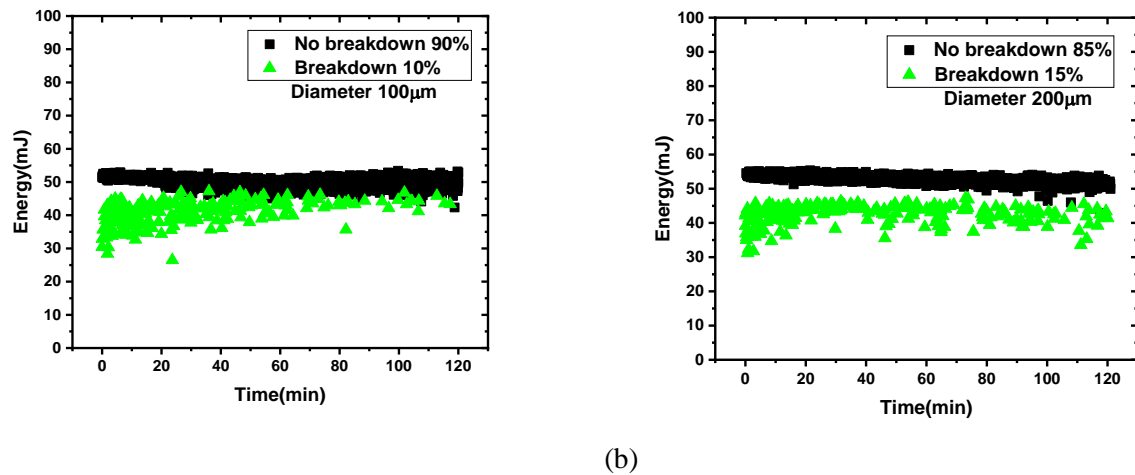 100
90
80
70
60
50
40
30
20
10
0
Energy(mJ)
No breakdown 90%
Breakdown 10%
Diameter 100μm
0 20 40 60 80 100 120
Time(min)
100
90
80
70
60
50
40
30
20
10
0
Energy(mJ)
No breakdown 85%
Breakdown 15%
Diameter 200μm
0 20 40 60 80 100 120
Time(min)
(b)